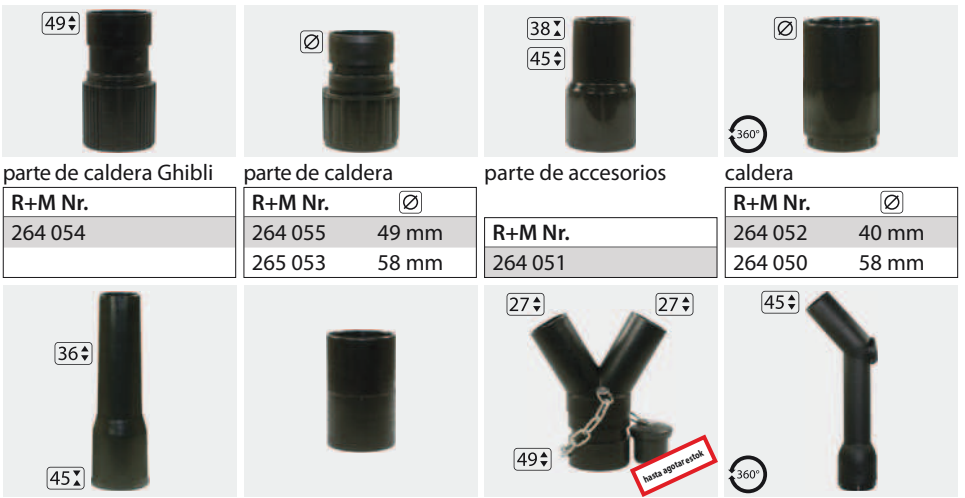 49
Ø
38
45
Ø
360°
parte de caldera Ghibli
parte de caldera
parte de accesorios
caldera
R+M Nr.
264 054
R+M Nr. Ø
264 055 49 mm
265 053 58 mm
R+M Nr.
264 051
R+M Nr. Ø
264 052 40 mm
264 050 58 mm
36
45
27
27
49
hasta agotar estok
45
360°